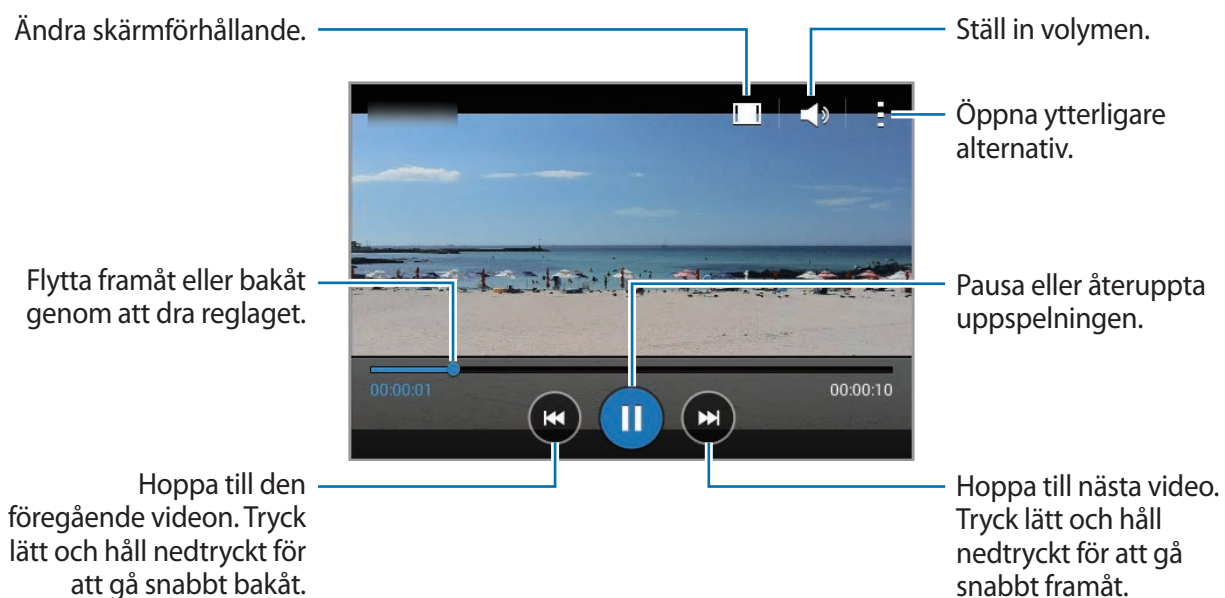 Ändra skärmförhållande.
Ställ in volymen.
Öppna ytterligare
alternativ.
Flytta framåt eller bakåt
genom att dra reglaget.
Pausa eller återuppta
uppspelningen.
00:00:01
00:00:10
Hoppa till den
föregående videon. Tryck
lätt och håll nedtryckt för
att gå snabbt bakåt.
Hoppa till nästa video.
Tryck lätt och håll
nedtryckt för att gå
snabbt framåt.